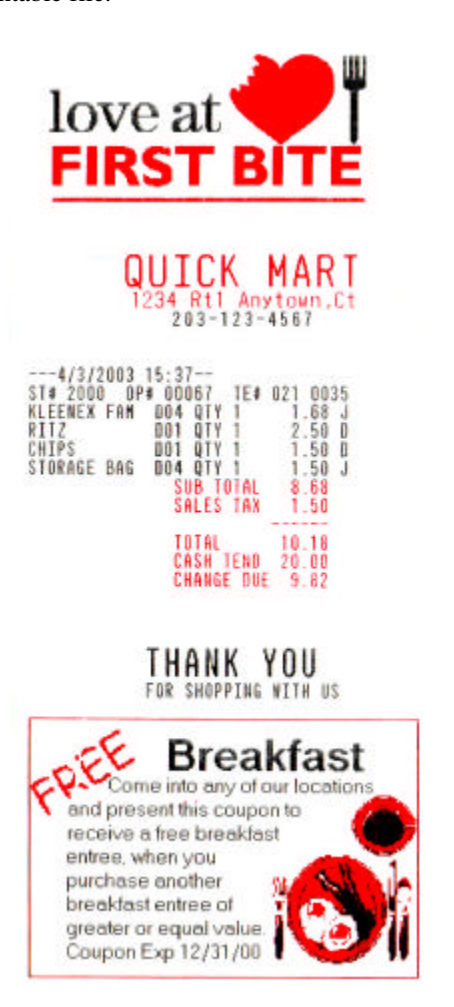 love at
FIRST BITE
QUICK MART
1234 Rt1 Anytown,Ct
203-123-4567
---4/3/2003 15:37--
ST# 2000 OP# 00067 TE# 021 0035
KLEENEX FAM 004 QTY 1 1.68 J
RITZ 001 QTY 1 2.50 D
CHIPS 001 QTY 1 1.50 D
STORAGE BAG 004 QTY 1 1.50 J
SUB TOTAL 8.68
SALES TAX 1.50
------
TOTAL 10.18
CASH TEND 20.00
CHANGE DUE 9.82
THANK YOU
FOR SHOPPING WITH US
FREE Breakfast
Come into any of our locations
and present this coupon to
receive a free breakfast
entree, when you
purchase another
breakfast entree of
greater or equal value.
Coupon Exp 12/31/00